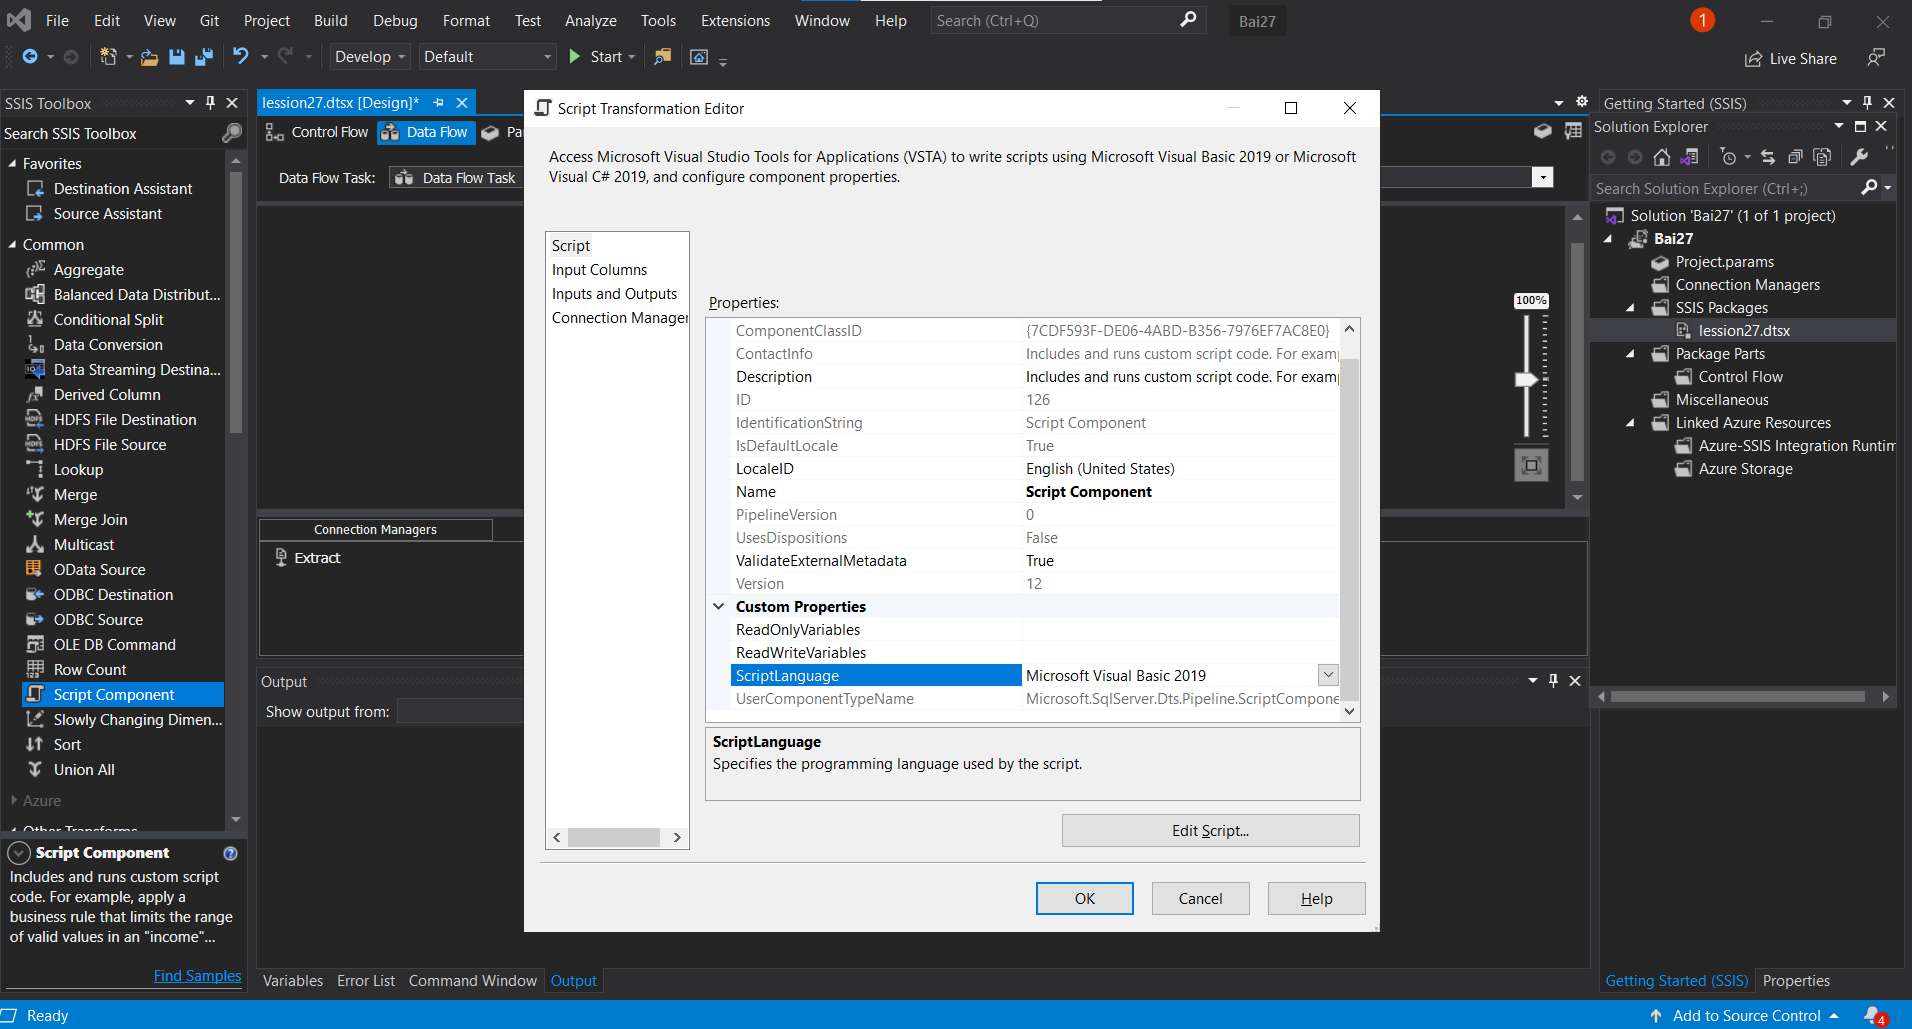 File Edit View Git Project Build Debug Format Test Analyze Tools Extensions Window Help Search (Ctrl+Q) Bai27 1
Develop Default Start Live Share
SSIS Toolbox
Search SSIS Toolbox
Favorites
Destination Assistant
Source Assistant
Common
Aggregate
Balanced Data Distribut...
Conditional Split
Data Conversion
Data Streaming Destina...
Derived Column
HDFS File Destination
HDFS File Source
Lookup
Merge
Merge Join
Multicast
OData Source
ODBC Destination
ODBC Source
OLE DB Command
Row Count
Script Component
Slowly Changing Dimen...
Sort
Union All
Azure
Other Transforms
Script Component
Includes and runs custom script
code. For example, apply a
business rule that limits the range
of valid values in an "income"...
Find Samples
lession27.dtsx [Design]*
Control Flow Data Flow Pa
Data Flow Task: Data Flow Task
100%
Connection Managers
Extract
Output
Show output from:
Variables Error List Command Window Output
Script Transformation Editor
Access Microsoft Visual Studio Tools for Applications (VSTA) to write scripts using Microsoft Visual Basic 2019 or Microsoft
Visual C# 2019, and configure component properties.
Script
Input Columns
Inputs and Outputs
Connection Manager
Properties:
ComponentClassID {7CDF593F-DE06-4ABD-B356-7976EF7AC8E0}
ContactInfo Includes and runs custom script code. For exam
Description Includes and runs custom script code. For exam
ID 126
IdentificationString Script Component
IsDefaultLocale True
LocaleID English (United States)
Name Script Component
PipelineVersion 0
UsesDispositions False
ValidateExternalMetadata True
Version 12
Custom Properties
ReadOnlyVariables
ReadWriteVariables
ScriptLanguage Microsoft Visual Basic 2019
UserComponentTypeName Microsoft.SqlServer.Dts.Pipeline.ScriptCompone
ScriptLanguage
Specifies the programming language used by the script.
Edit Script...
OK Cancel Help
Getting Started (SSIS)
Solution Explorer
Search Solution Explorer (Ctrl+;)
Solution 'Bai27' (1 of 1 project)
Bai27
Project.params
Connection Managers
SSIS Packages
lession27.dtsx
Package Parts
Control Flow
Miscellaneous
Linked Azure Resources
Azure-SSIS Integration Runtim
Azure Storage
Getting Started (SSIS) Properties
Ready Add to Source Control 4